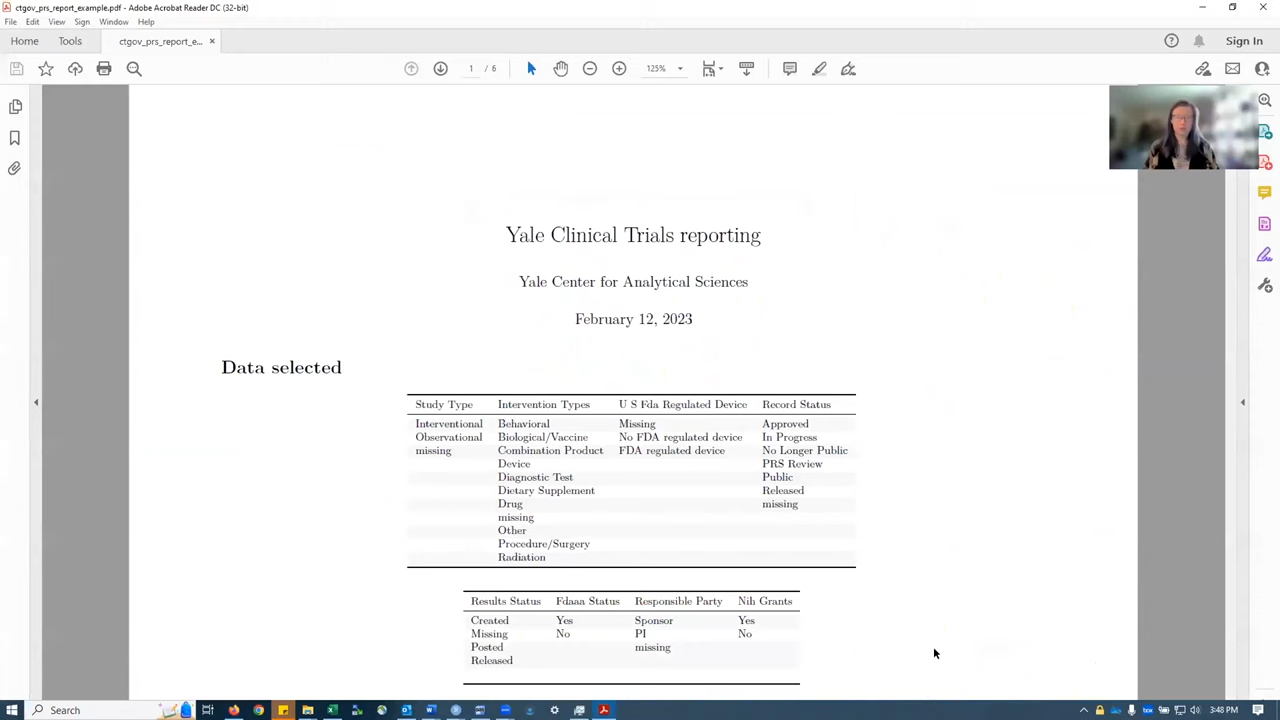 ctgov_prs_report_example.pdf - Adobe Acrobat Reader DC (32-bit)
File Edit View Sign Window Help
Home Tools ctgov_prs_report_e... × Sign In
1 / 6 125%
Yale Clinical Trials reporting
Yale Center for Analytical Sciences
February 12, 2023
Data selected
Study Type Intervention Types U S Fda Regulated Device Record Status
Interventional Behavioral Missing Approved
Observational Biological/Vaccine No FDA regulated device In Progress
missing Combination Product FDA regulated device No Longer Public
Device PRS Review
Diagnostic Test Public
Dietary Supplement Released
Drug missing
missing
Other
Procedure/Surgery
Radiation
Results Status Fdaaa Status Responsible Party Nih Grants
Created Yes Sponsor Yes
Missing No PI No
Posted missing
Released
Search 3:48 PM